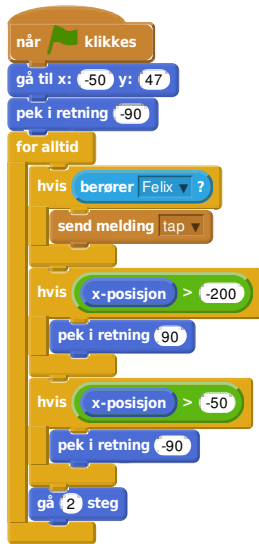 når klikkes
gå til x: -50 y: 47
pek i retning -90
for alltid
hvis berører Felix ?
send melding tap
hvis x-posisjon > -200
pek i retning 90
hvis x-posisjon > -50
pek i retning -90
gå 2 steg